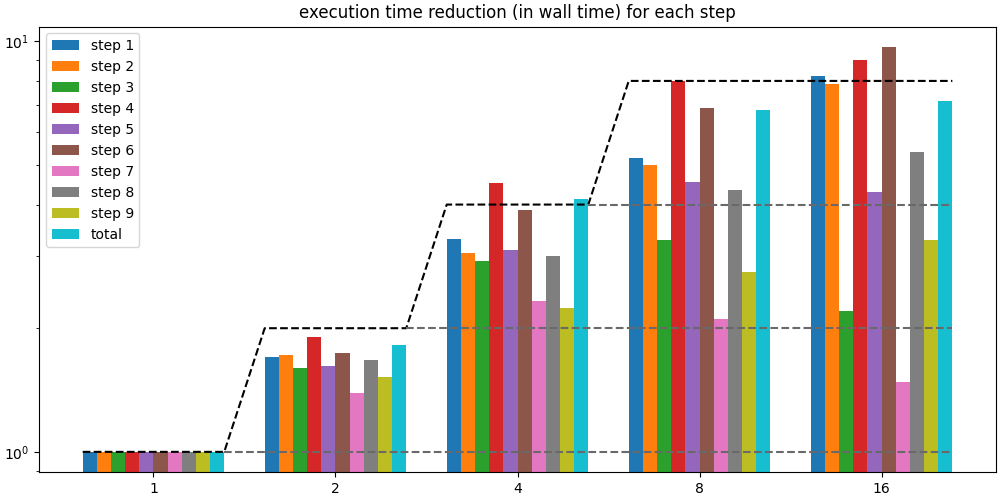 execution time reduction (in wall time) for each step
10¹
10⁰
step 1
step 2
step 3
step 4
step 5
step 6
step 7
step 8
step 9
total
1 2 4 8 16